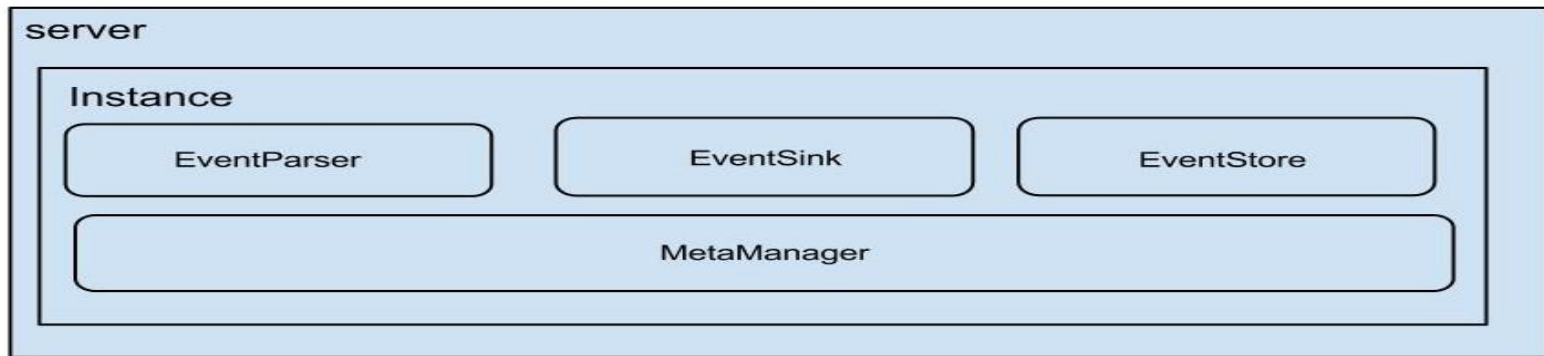 server
Instance
EventParser
EventSink
EventStore
MetaManager